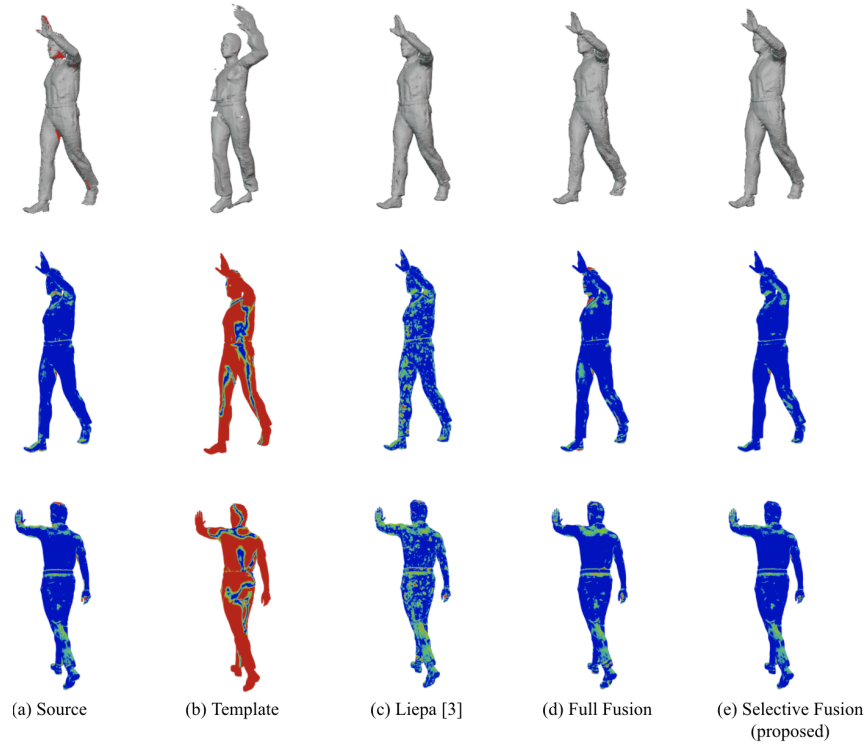 (a) Source
(b) Template
(c) Liepa [3]
(d) Full Fusion
(e) Selective Fusion
(proposed)